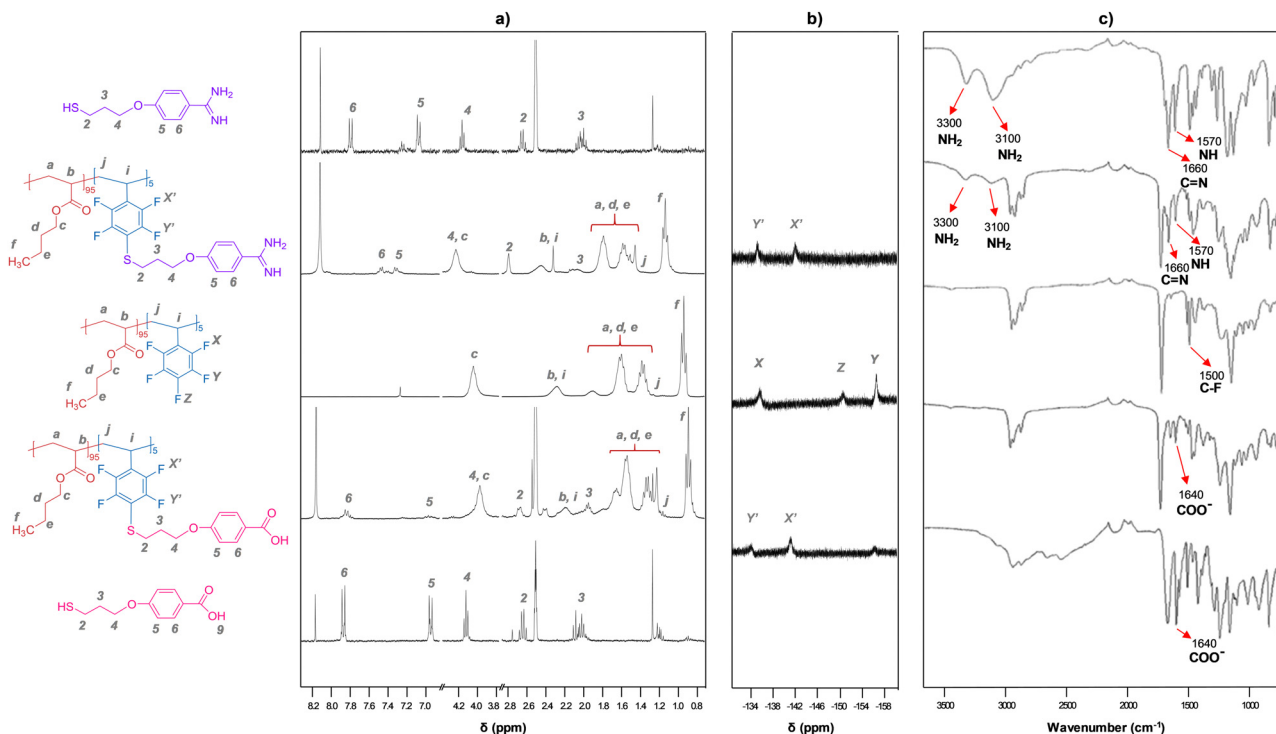 a)
b)
c)
3
HS
O
NH2
NH
2
4
5
6
6
5
4
2
3
3300
NH2
3100
NH2
1570
NH
1660
C=N
a
b
j
i
95
5
O
O
d
c
f
e
H3C
F
F
F
F
X'
Y'
S
3
O
NH2
NH
2
4
5
6
6
5
4, c
2
b, i
3
a, d, e
j
f
Y'
X'
3300
NH2
3100
NH2
1570
NH
1660
C=N
a
b
j
i
95
5
O
O
d
c
f
e
H3C
F
F
F
F
F
X
Y
Z
c
b, i
a, d, e
j
f
X
Z
Y
1500
C-F
a
b
j
i
95
5
O
O
d
c
f
e
H3C
F
F
F
F
X'
Y'
S
3
O
O
OH
2
4
5
6
6
5
4, c
2
b, i
3
a, d, e
j
f
Y'
X'
1640
COO-
3
HS
O
O
OH
2
4
5
6
9
6
5
4
2
3
1640
COO-
8.2 8.0 7.8 7.6 7.4 7.2 7.0 4.2 4.0 3.8 2.8 2.6 2.4 2.2 2.0 1.8 1.6 1.4 1.2 1.0 0.8
δ (ppm)
-134 -138 -142 -146 -150 -154 -158
δ (ppm)
3500 3000 2500 2000 1500 1000
Wavenumber (cm-1)